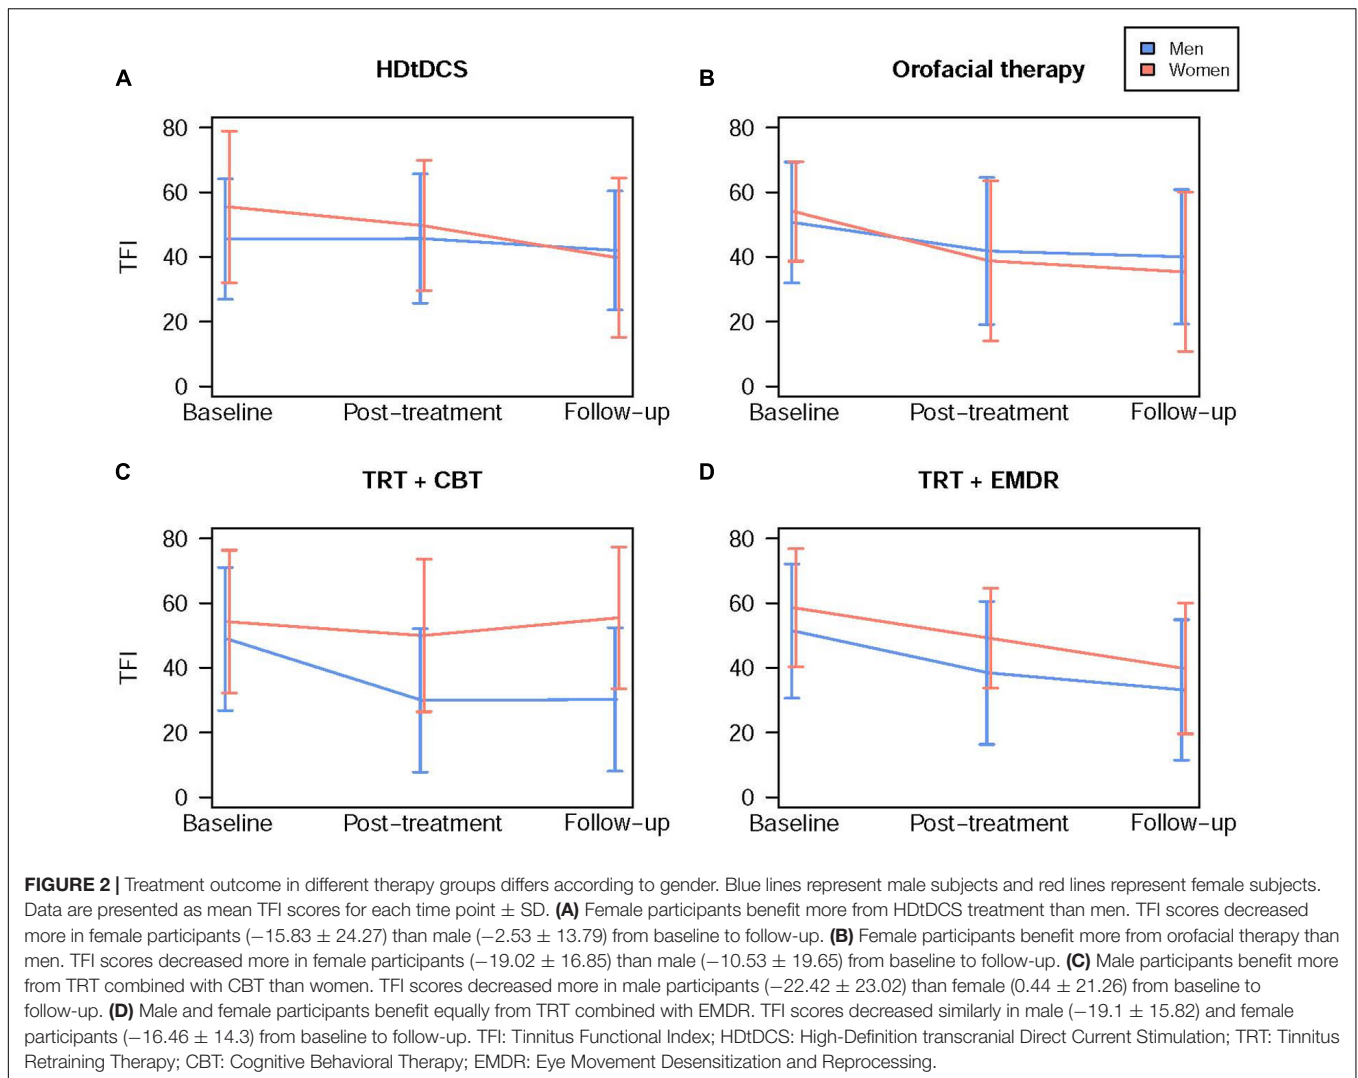 Men
Women
A
HDtDCS
B
Orofacial therapy
TFI
80
60
40
20
0
Baseline
Post–treatment
Follow–up
80
60
40
20
0
Baseline
Post–treatment
Follow–up
C
TRT + CBT
D
TRT + EMDR
TFI
80
60
40
20
0
Baseline
Post–treatment
Follow–up
80
60
40
20
0
Baseline
Post–treatment
Follow–up
FIGURE 2 | Treatment outcome in different therapy groups differs according to gender. Blue lines represent male subjects and red lines represent female subjects.
Data are presented as mean TFI scores for each time point ± SD. (A) Female participants benefit more from HDtDCS treatment than men. TFI scores decreased
more in female participants (−15.83 ± 24.27) than male (−2.53 ± 13.79) from baseline to follow-up. (B) Female participants benefit more from orofacial therapy than
men. TFI scores decreased more in female participants (−19.02 ± 16.85) than male (−10.53 ± 19.65) from baseline to follow-up. (C) Male participants benefit more
from TRT combined with CBT than women. TFI scores decreased more in male participants (−22.42 ± 23.02) than female (0.44 ± 21.26) from baseline to
follow-up. (D) Male and female participants benefit equally from TRT combined with EMDR. TFI scores decreased similarly in male (−19.1 ± 15.82) and female
participants (−16.46 ± 14.3) from baseline to follow-up. TFI: Tinnitus Functional Index; HDtDCS: High-Definition transcranial Direct Current Stimulation; TRT: Tinnitus
Retraining Therapy; CBT: Cognitive Behavioral Therapy; EMDR: Eye Movement Desensitization and Reprocessing.